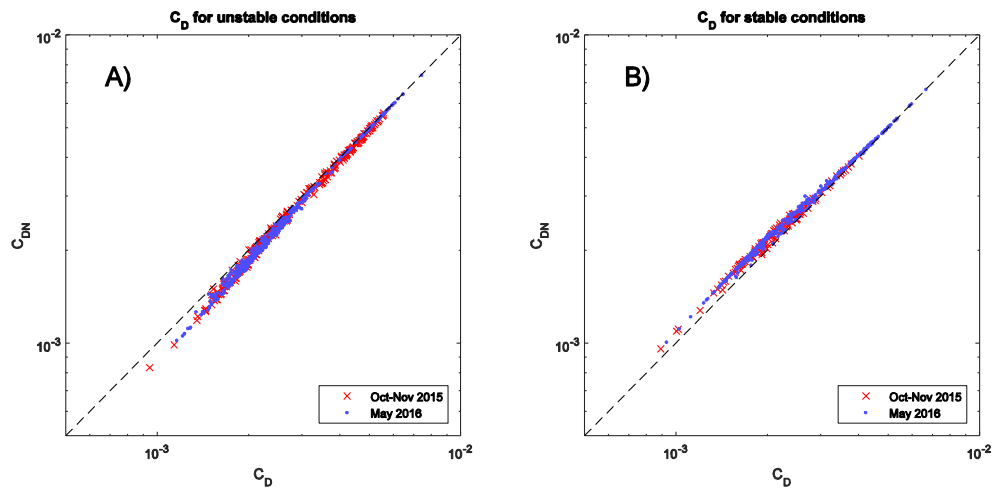 C_D for unstable conditions
A)
10^-2
10^-3
C_DN
10^-3
10^-2
C_D
Oct-Nov 2015
May 2016
C_D for stable conditions
B)
10^-2
10^-3
C_DN
10^-3
10^-2
C_D
Oct-Nov 2015
May 2016